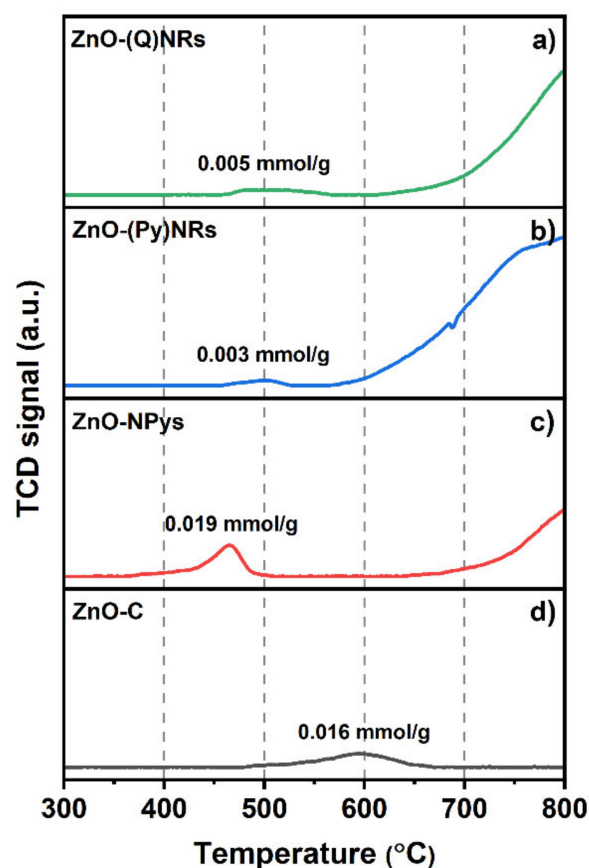 ZnO-(Q)NRs
a)
0.005 mmol/g
ZnO-(Py)NRs
b)
0.003 mmol/g
ZnO-NPys
c)
0.019 mmol/g
ZnO-C
d)
0.016 mmol/g
TCD signal (a.u.)
300 400 500 600 700 800
Temperature (°C)